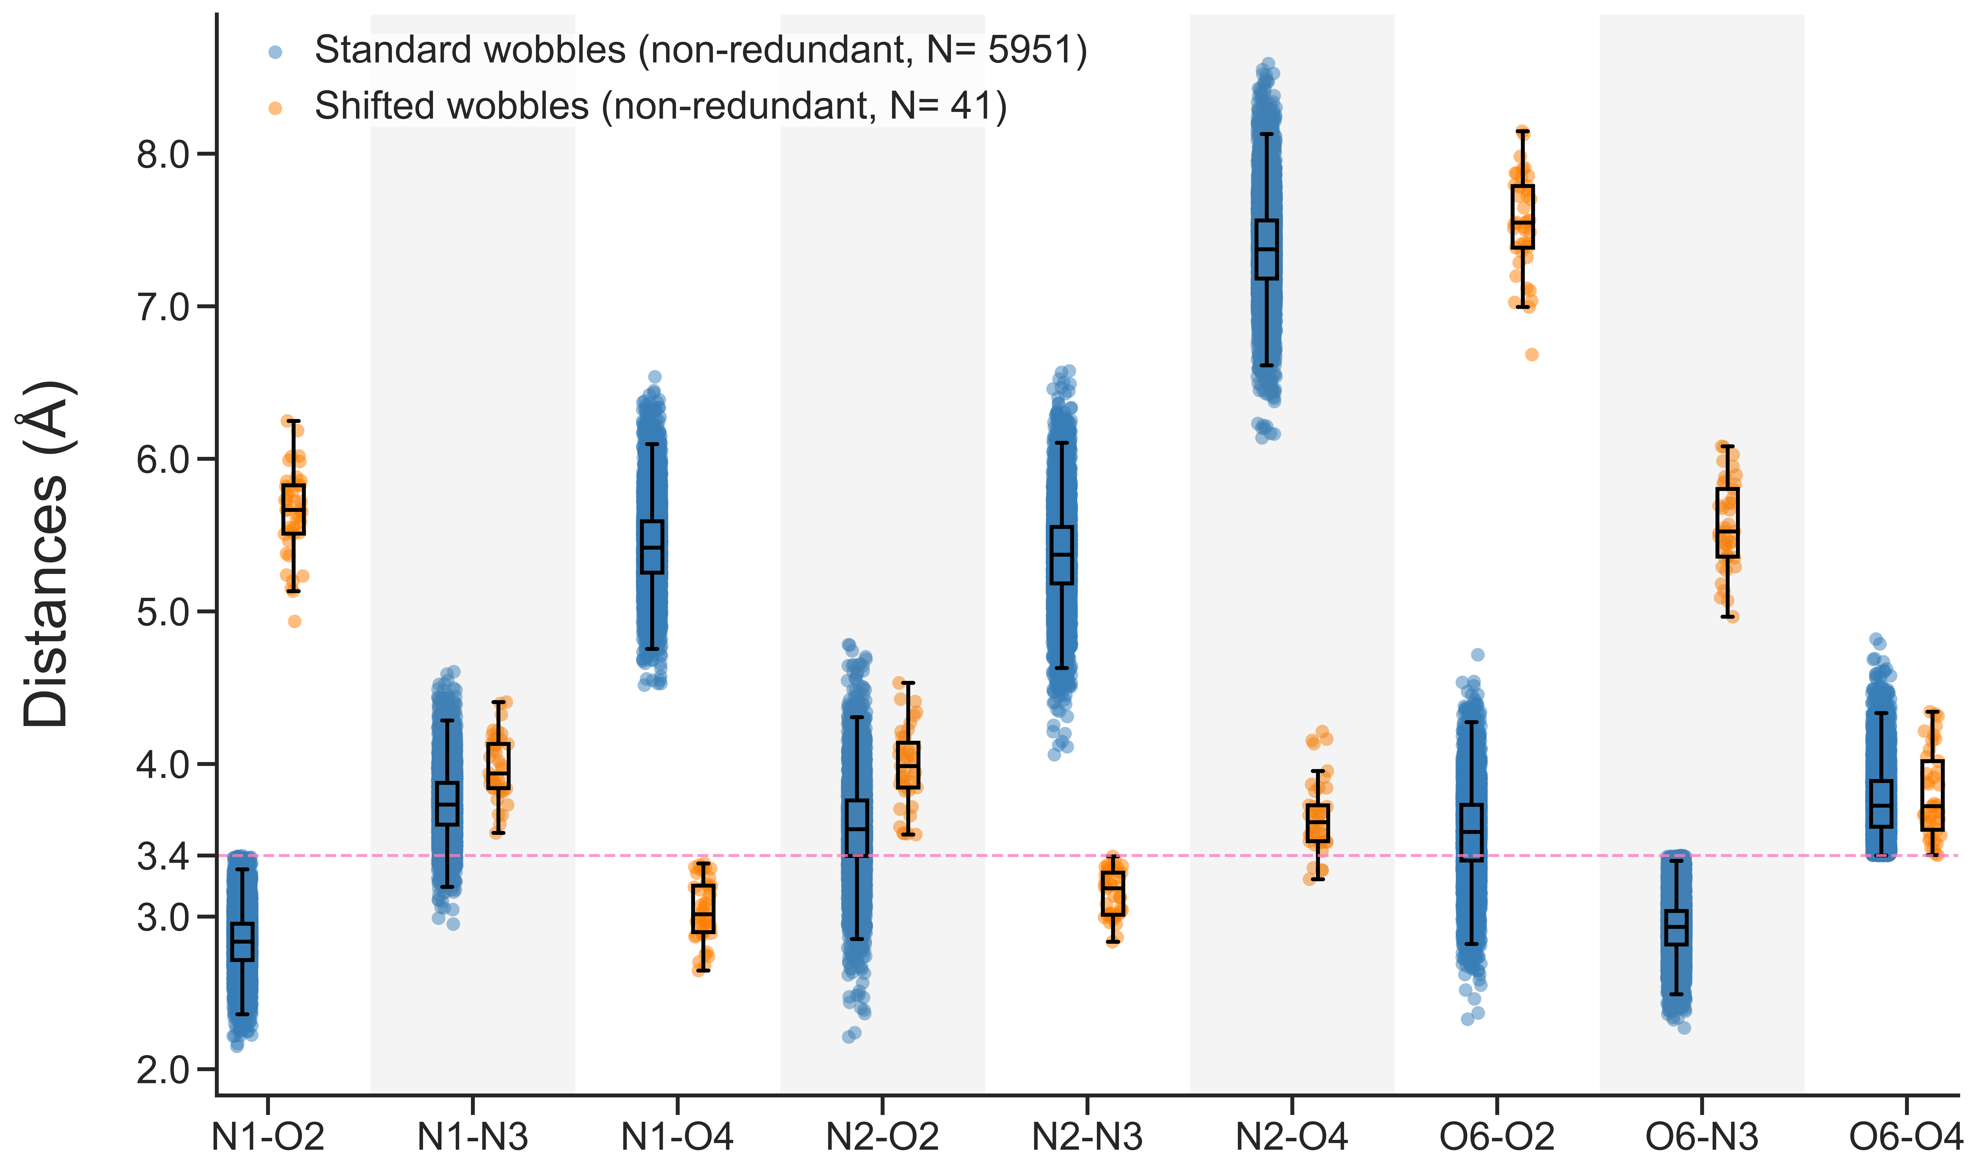 Standard wobbles (non-redundant, N= 5951)
Shifted wobbles (non-redundant, N= 41)
Distances (Å)
8.0
7.0
6.0
5.0
4.0
3.4
3.0
2.0
N1-O2 N1-N3 N1-O4 N2-O2 N2-N3 N2-O4 O6-O2 O6-N3 O6-O4